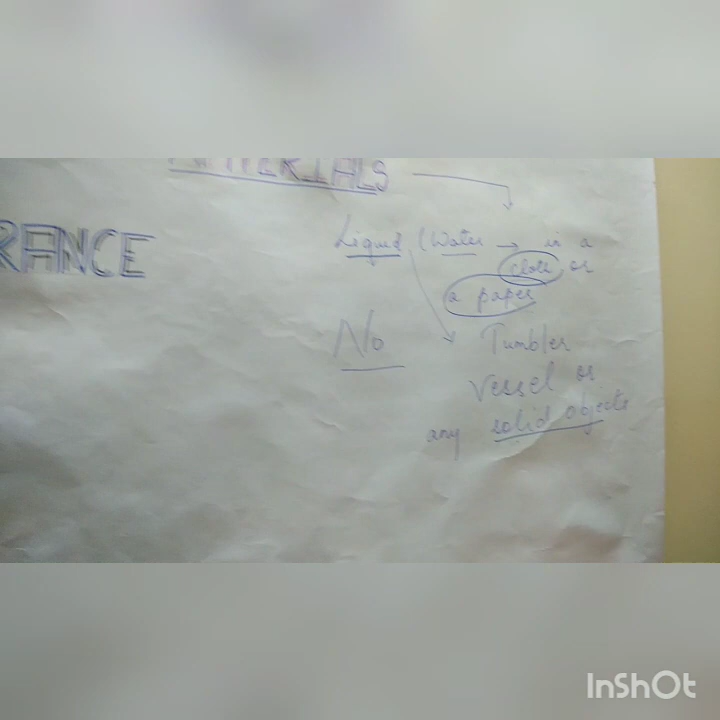 MATERIALS
RANCE
Liquid (Water → in a
cloth or
a paper
No
Tumbler
Vessel or
any solid objects
InShOt